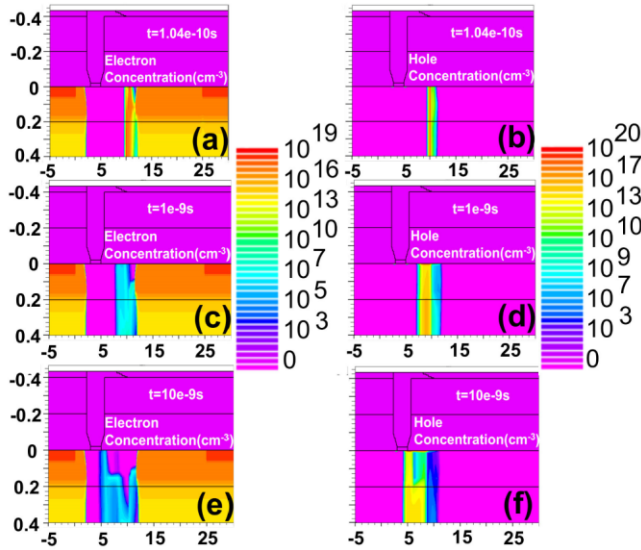 -0.4
t=1.04e-10s
t=1.04e-10s
-0.2
Electron
Concentration(cm-3)
Hole
Concentration(cm-3)
0
0.2
(a)
(b)
0.4
-5 5 15 25
-5 5 15 25
10 19
10 16
10 13
10 10
10 7
10 5
10 3
0
10 20
10 17
10 13
10 10
10 9
10 7
10 3
0
-0.4
t=1e-9s
t=1e-9s
-0.2
Electron
Concentration(cm-3)
Hole
Concentration(cm-3)
0
0.2
(c)
(d)
0.4
-5 5 15 25
-5 5 15 25
-0.4
t=10e-9s
t=10e-9s
-0.2
Electron
Concentration(cm-3)
Hole
Concentration(cm-3)
0
0.2
(e)
(f)
0.4
-5 5 15 25
-5 5 15 25